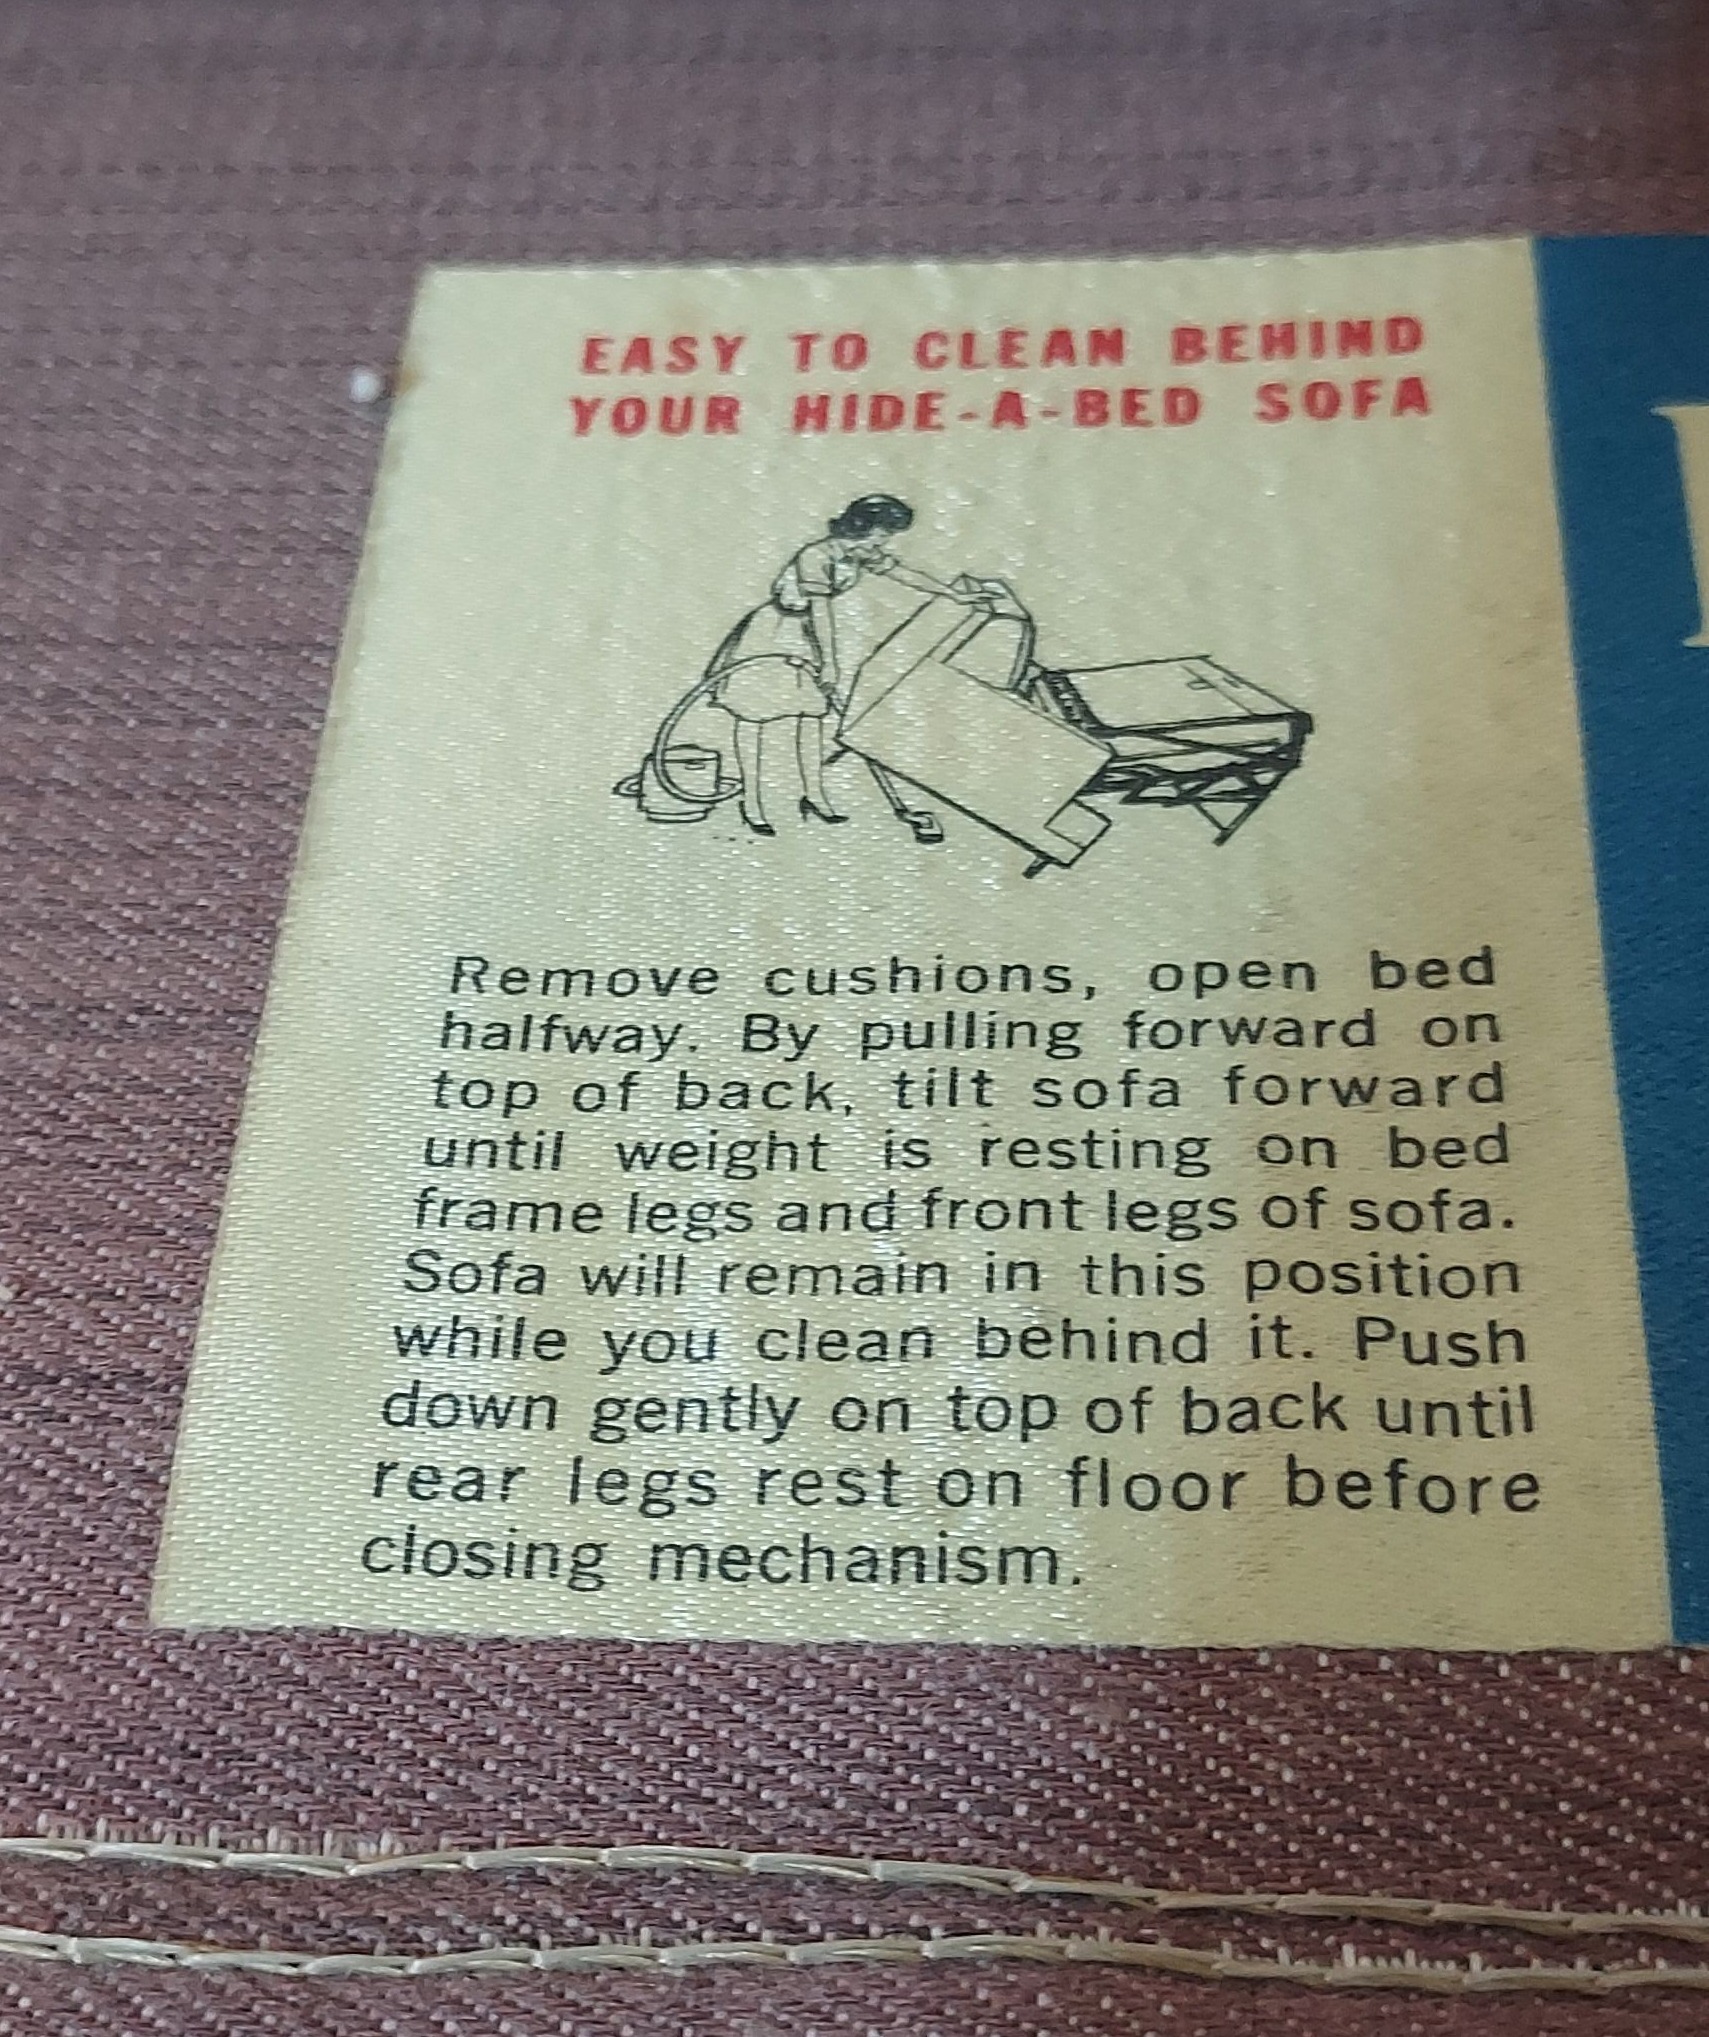 EASY TO CLEAN BEHIND
YOUR HIDE-A-BED SOFA
Remove cushions, open bed
halfway. By pulling forward on
top of back, tilt sofa forward
until weight is resting on bed
frame legs and front legs of sofa.
Sofa will remain in this position
while you clean behind it. Push
down gently on top of back until
rear legs rest on floor before
closing mechanism.